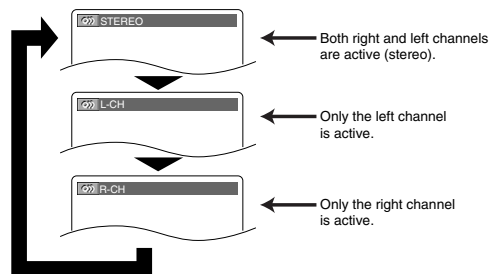 STEREO
Both right and left channels
are active (stereo).
L-CH
Only the left channel
is active.
R-CH
Only the right channel
is active.